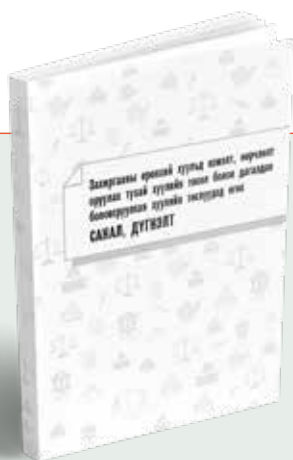 Захиргааны ерөнхий хуульд нэмэлт, өөрчлөлт
оруулах тухай хуулийн төсөл болон дагалдан
боловсруулсан хуулийн төслүүдэд өгөх
САНАЛ, ДҮГНЭЛТ